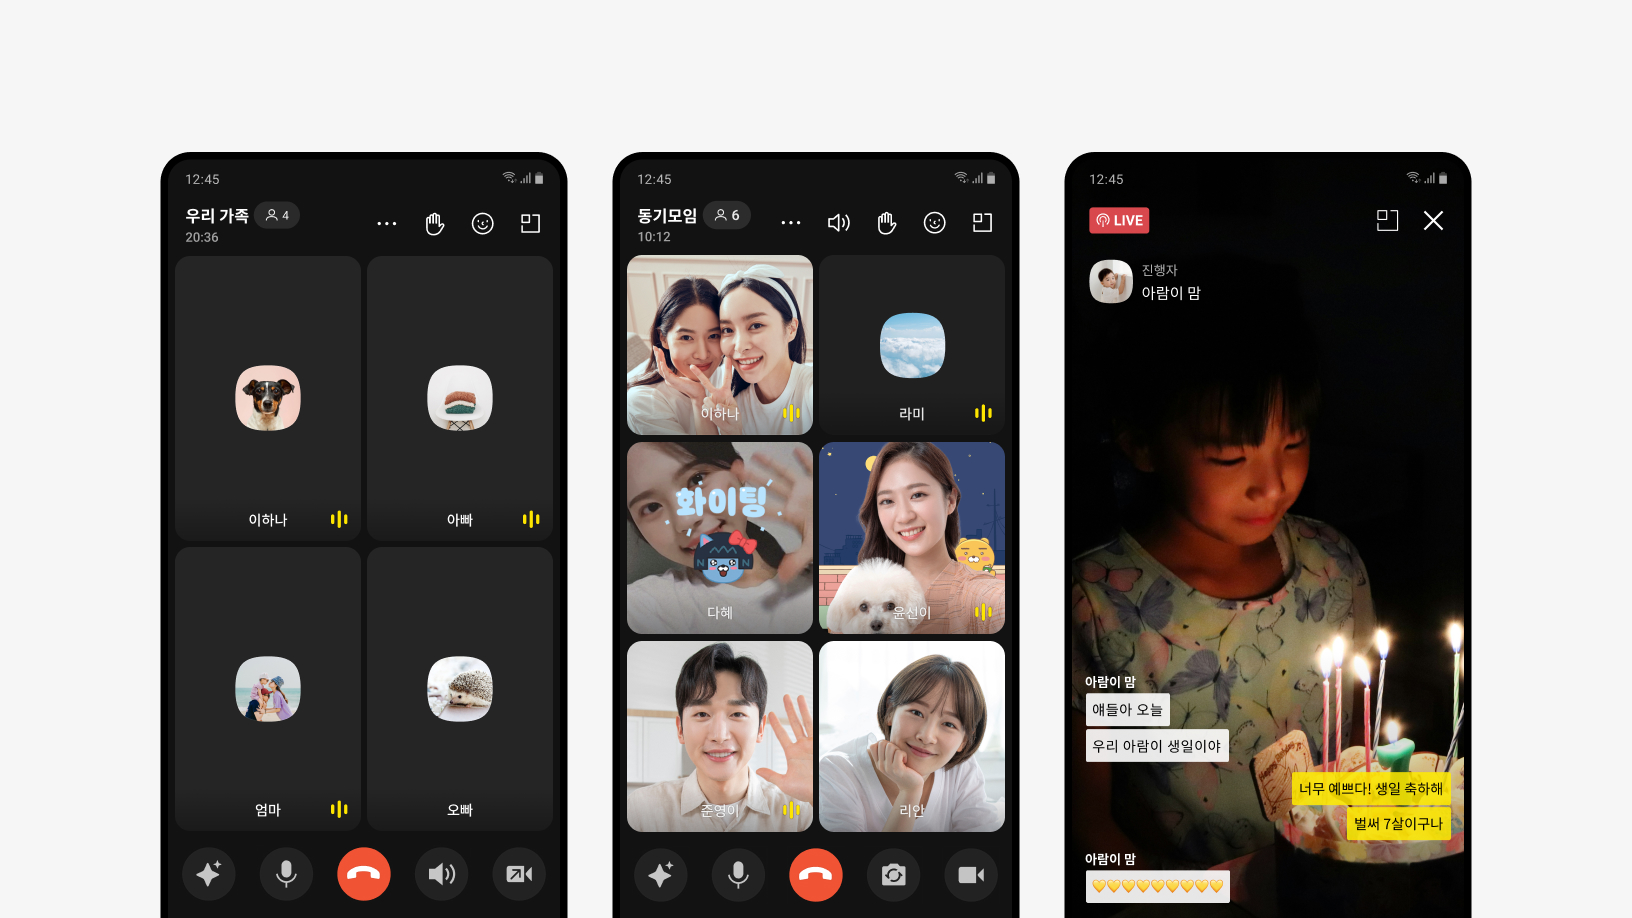 12:45
우리 가족 4
20:36
이하나
아빠
엄마
오빠
12:45
동기모임 6
10:12
이하나
라미
화이팅
다혜
윤선이
준영이
리안
12:45
LIVE
진행자
아람이 맘
아람이 맘
얘들아 오늘
우리 아람이 생일이야
너무 예쁘다! 생일 축하해
벌써 7살이구나
아람이 맘
💛💛💛💛💛💛💛💛💛